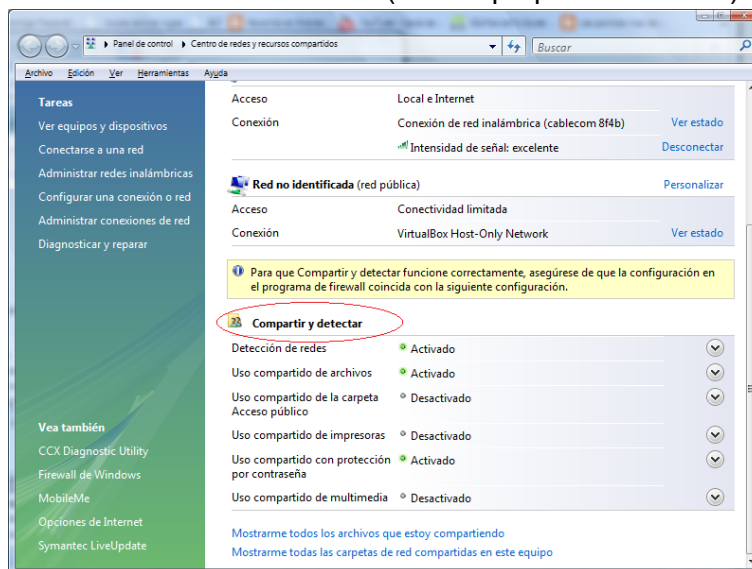 Panel de control ▸ Centro de redes y recursos compartidos
Buscar
Archivo Edición Ver Herramientas Ayuda
Tareas
Ver equipos y dispositivos
Conectarse a una red
Administrar redes inalámbricas
Configurar una conexión o red
Administrar conexiones de red
Diagnosticar y reparar
Vea también
CCX Diagnostic Utility
Firewall de Windows
MobileMe
Opciones de Internet
Symantec LiveUpdate
Acceso Local e Internet
Conexión Conexión de red inalámbrica (cablecom 8f4b) Ver estado
Intensidad de señal: excelente Desconectar
Red no identificada (red pública) Personalizar
Acceso Conectividad limitada
Conexión VirtualBox Host-Only Network Ver estado
Para que Compartir y detectar funcione correctamente, asegúrese de que la configuración en
el programa de firewall coincida con la siguiente configuración.
Compartir y detectar
Detección de redes Activado
Uso compartido de archivos Activado
Uso compartido de la carpeta Desactivado
Acceso público
Uso compartido de impresoras Desactivado
Uso compartido con protección Activado
por contraseña
Uso compartido de multimedia Desactivado
Mostrarme todos los archivos que estoy compartiendo
Mostrarme todas las carpetas de red compartidas en este equipo